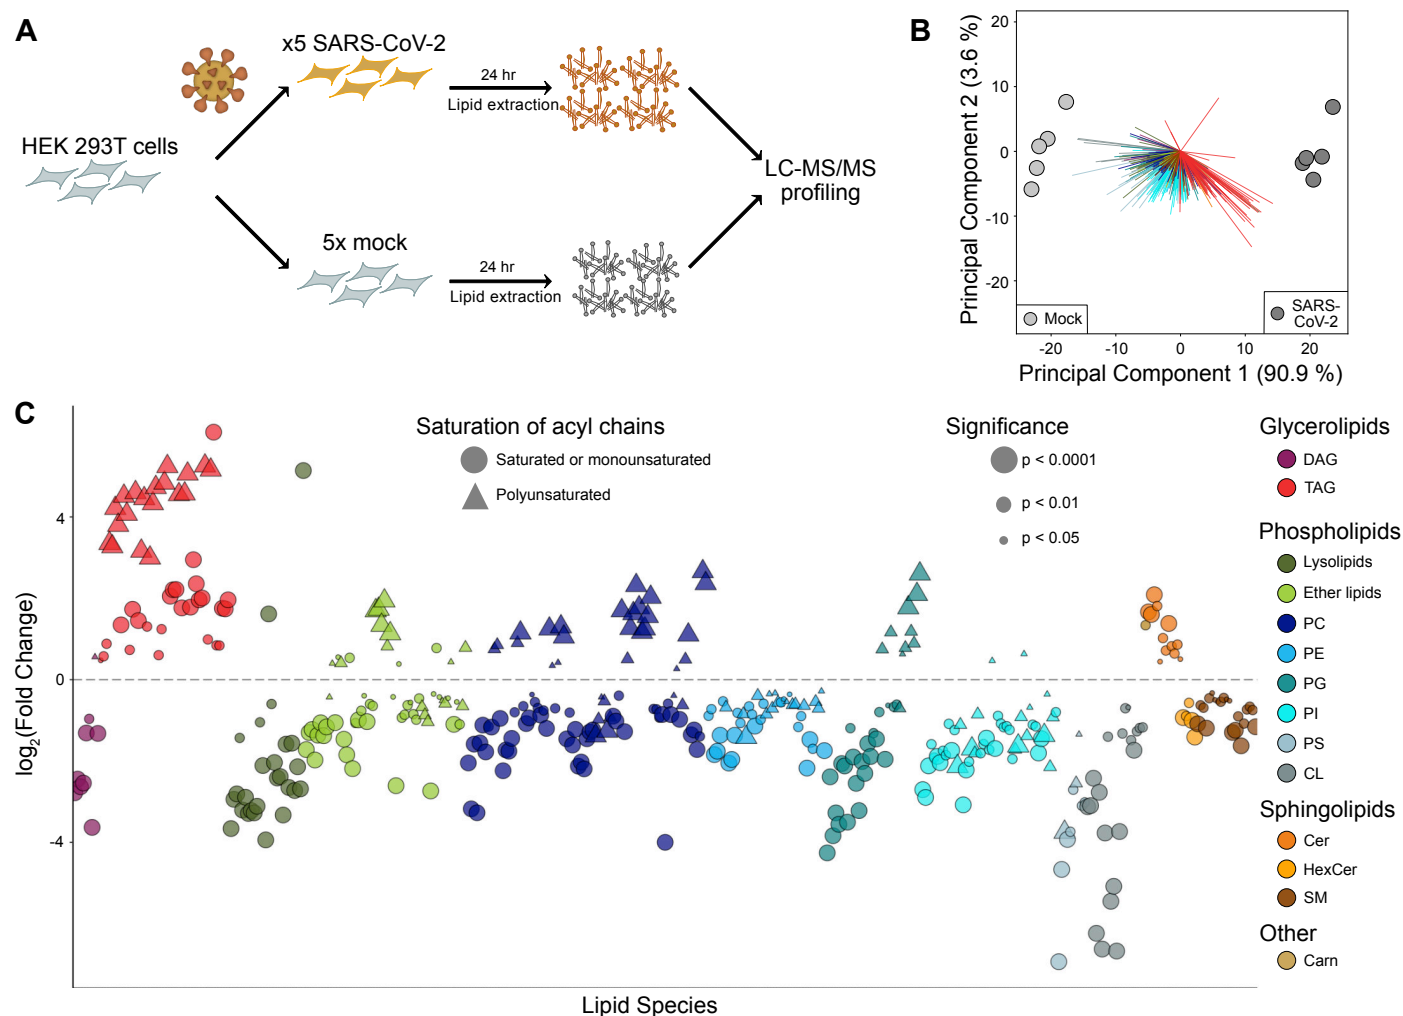 A
x5 SARS-CoV-2
24 hr
Lipid extraction
HEK 293T cells
LC-MS/MS
profiling
5x mock
24 hr
Lipid extraction
B
Principal Component 2 (3.6 %)
20
10
0
-10
-20
Mock
SARS-
CoV-2
-20
-10
0
10
20
Principal Component 1 (90.9 %)
C
log2(Fold Change)
4
0
-4
Lipid Species
Saturation of acyl chains
Saturated or monounsaturated
Polyunsaturated
Significance
p < 0.0001
p < 0.01
p < 0.05
Glycerolipids
DAG
TAG
Phospholipids
Lysolipids
Ether lipids
PC
PE
PG
PI
PS
CL
Sphingolipids
Cer
HexCer
SM
Other
Carn